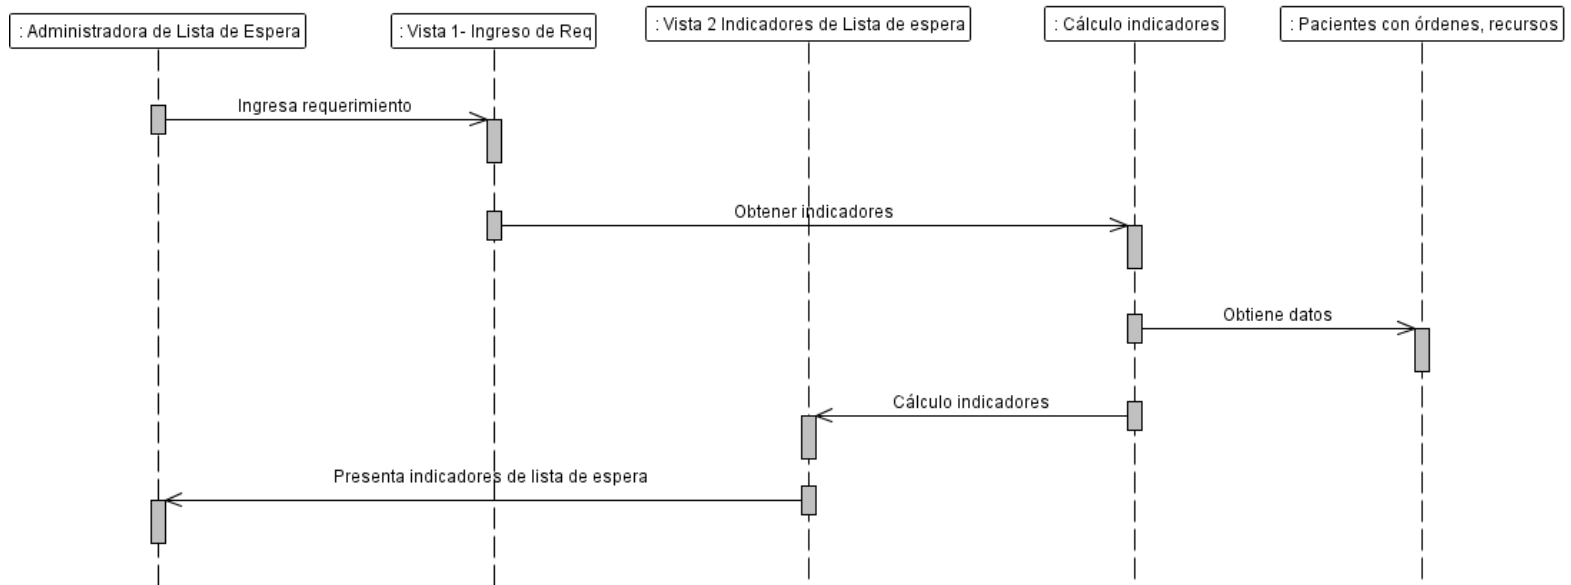 : Administradora de Lista de Espera
: Vista 1- Ingreso de Req
: Vista 2 Indicadores de Lista de espera
: Cálculo indicadores
: Pacientes con órdenes, recursos
Ingresa requerimiento
Obtener indicadores
Obtiene datos
Cálculo indicadores
Presenta indicadores de lista de espera